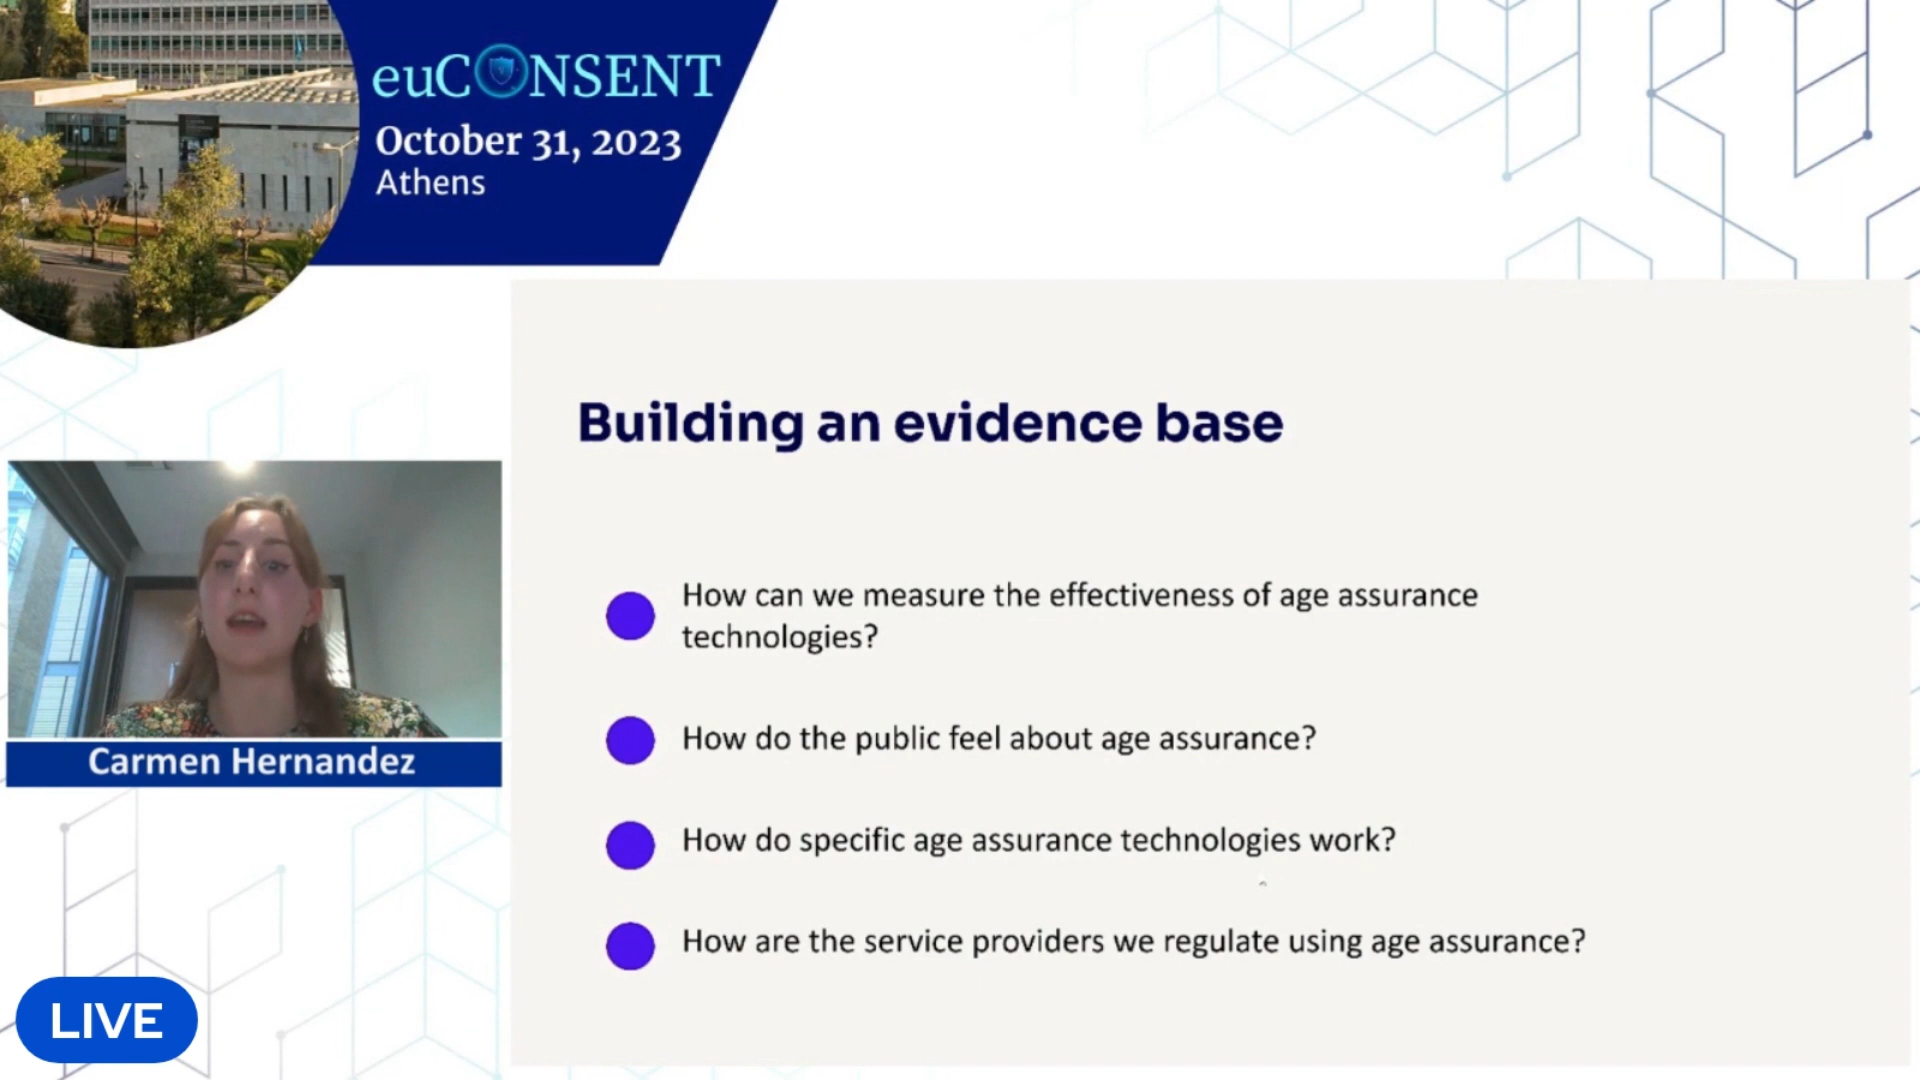 euCONSENT
October 31, 2023
Athens
Building an evidence base
How can we measure the effectiveness of age assurance
technologies?
How do the public feel about age assurance?
How do specific age assurance technologies work?
How are the service providers we regulate using age assurance?
Carmen Hernandez
LIVE